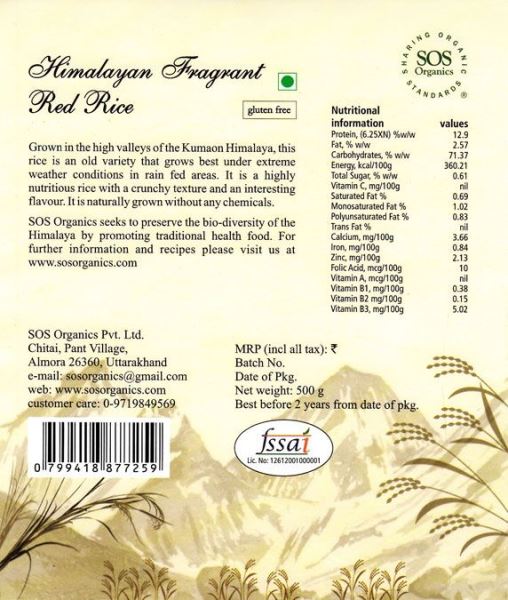 Himalayan Fragrant
Red Rice
gluten free
SHARING ORGANIC
SOS
Organics
STANDARDS
®
Grown in the high valleys of the Kumaon Himalaya, this
rice is an old variety that grows best under extreme
weather conditions in rain fed areas. It is a highly
nutritious rice with a crunchy texture and an interesting
flavour. It is naturally grown without any chemicals.
SOS Organics seeks to preserve the bio-diversity of the
Himalaya by promoting traditional health food. For
further information and recipes please visit us at
www.sosorganics.com
Nutritional
information values
Protein, (6.25XN) %w/w 12.9
Fat, % w/w 2.57
Carbohydrates, % w/w 71.37
Energy, kcal/100g 360.21
Total Sugar, % w/w 0.61
Vitamin C, mg/100g nil
Saturated Fat % 0.69
Monosaturated Fat % 1.02
Polyunsaturated Fat % 0.83
Trans Fat % nil
Calcium, mg/100g 3.66
Iron, mg/100g 0.84
Zinc, mg/100g 2.13
Folic Acid, mcg/100g 10
Vitamin A, mcg/100g nil
Vitamin B1, mg/100g 0.38
Vitamin B2 mg/100g 0.15
Vitamin B3, mg/100g 5.02
SOS Organics Pvt. Ltd.
Chitai, Pant Village,
Almora 26360, Uttarakhand
e-mail: sosorganics@gmail.com
web: www.sosorganics.com
customer care: 0-9719849569
0 799418 877259
MRP (incl all tax): ₹
Batch No.
Date of Pkg.
Net weight: 500 g
Best before 2 years from date of pkg.
fssai
Lic. No: 12612001000001